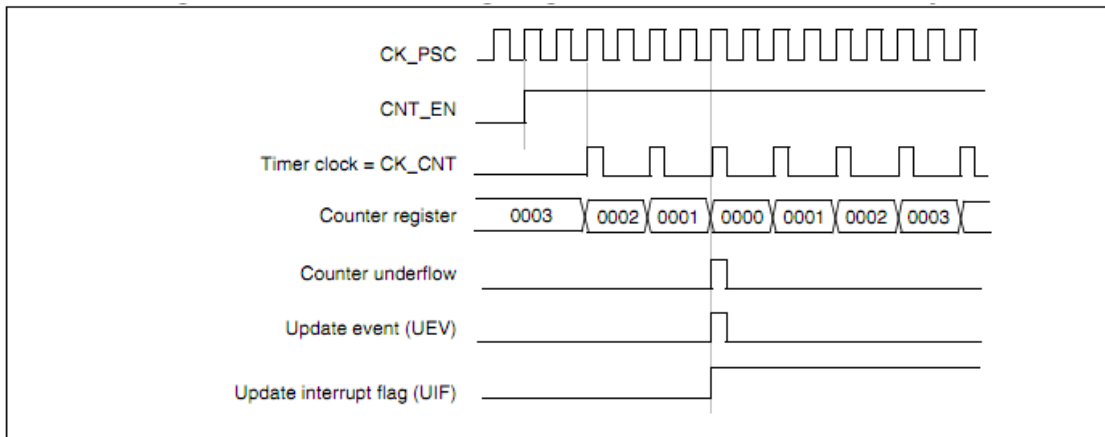 CK_PSC
CNT_EN
Timer clock = CK_CNT
Counter register 0003 0002 0001 0000 0001 0002 0003
Counter underflow
Update event (UEV)
Update interrupt flag (UIF)